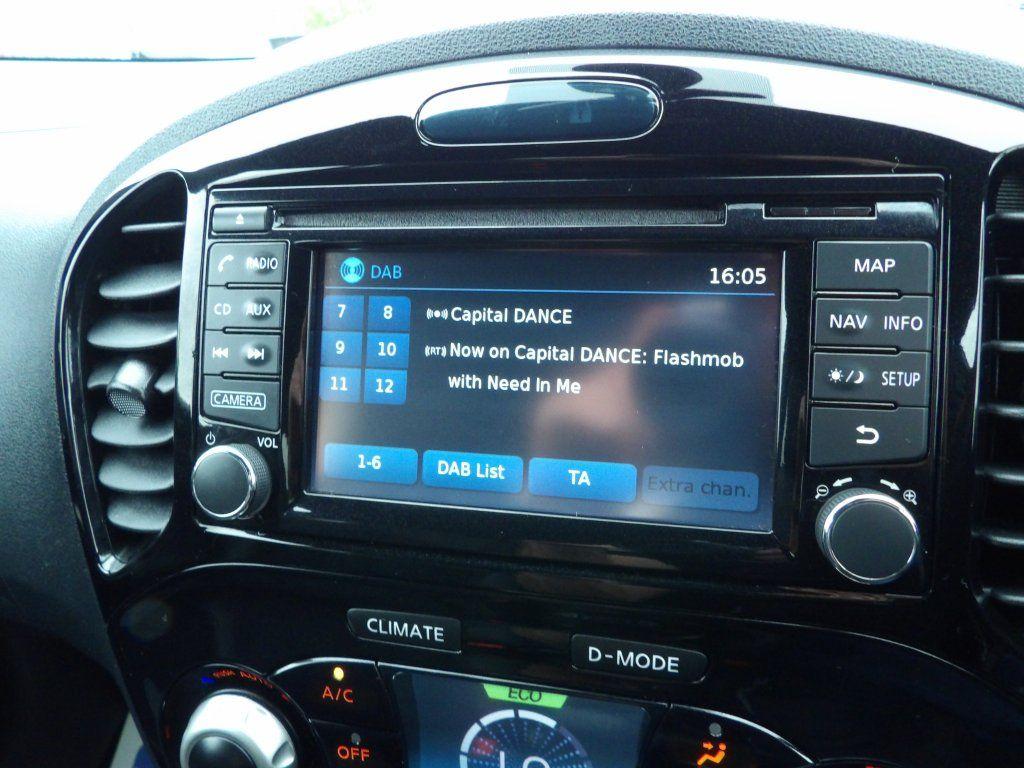 RADIO
CD AUX
CAMERA
VOL
DAB 16:05
7 8
9 10
11 12
Capital DANCE
(RT) Now on Capital DANCE: Flashmob
with Need In Me
1-6 DAB List TA Extra chan.
MAP
NAV INFO
SETUP
CLIMATE
D-MODE
A/C
OFF
AUTO
ECO